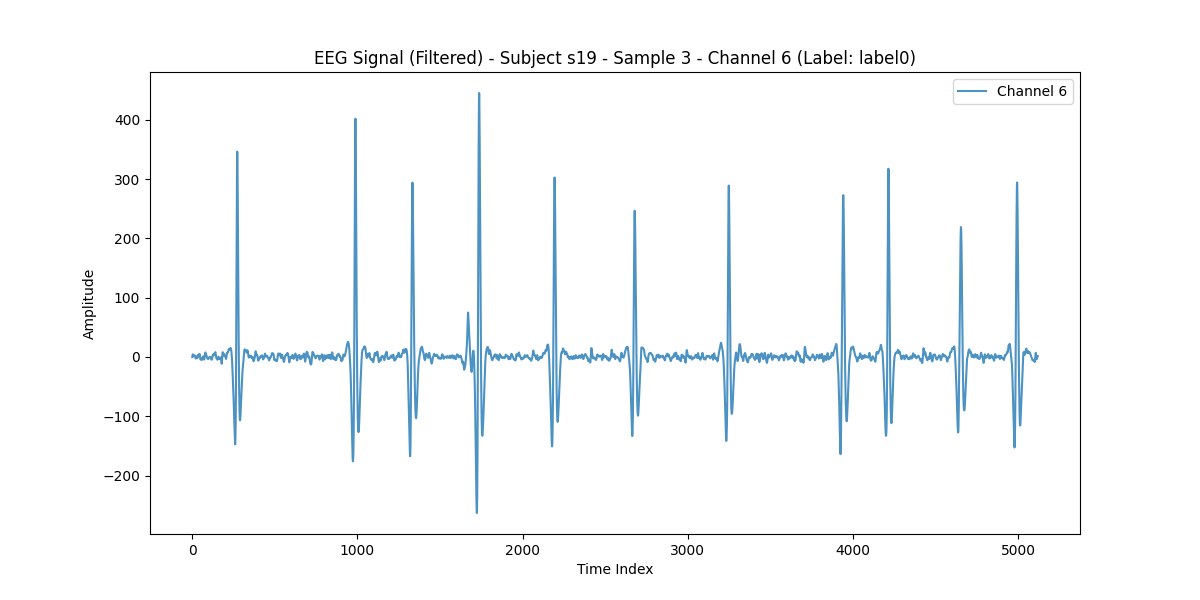 EEG Signal (Filtered) - Subject s19 - Sample 3 - Channel 6 (Label: label0)
Channel 6
400
300
200
100
0
−100
−200
Amplitude
0 1000 2000 3000 4000 5000
Time Index